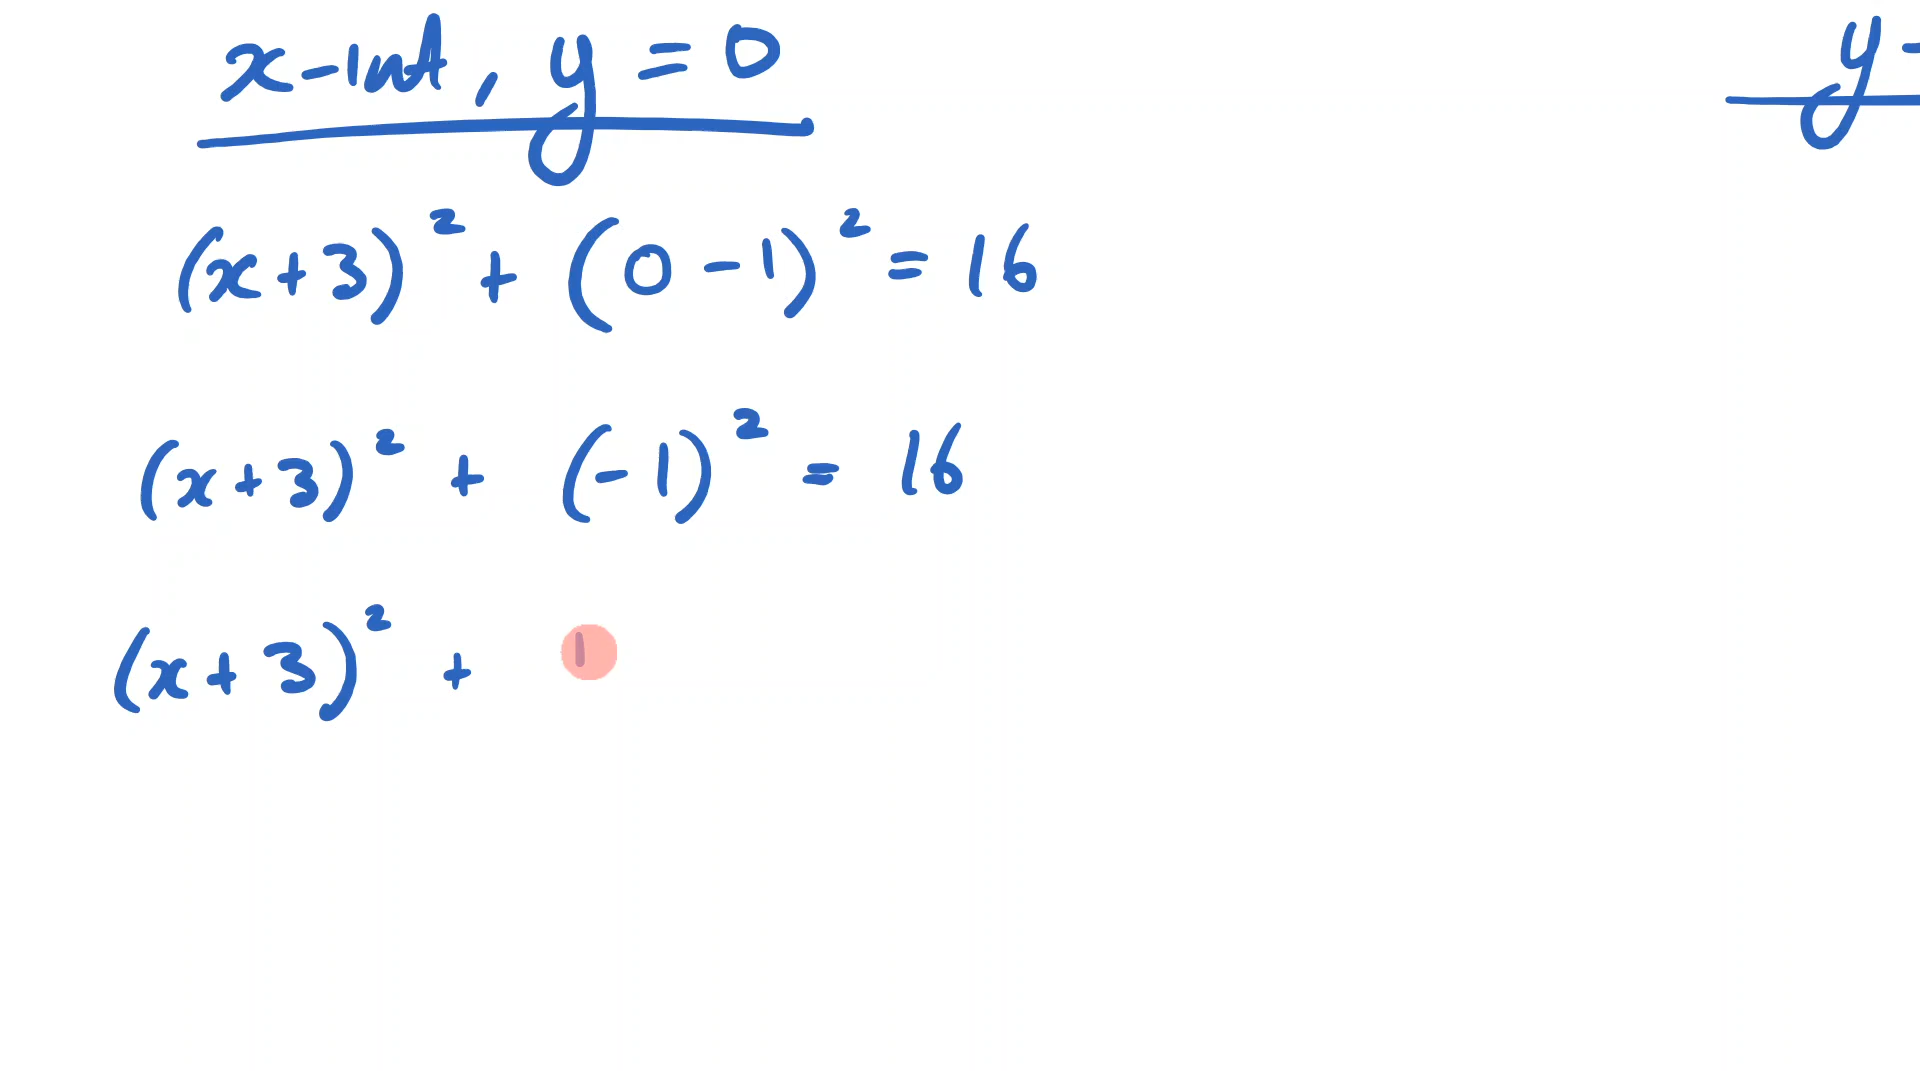 x-int, y = 0
y-
(x+3)² + (0-1)² = 16
(x+3)² + (-1)² = 16
(x+3)² + 1